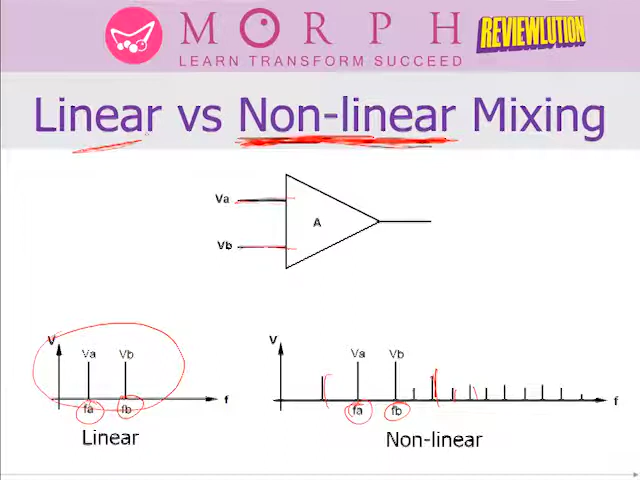 MORPH
REVIEWLUTION
LEARN TRANSFORM SUCCEED
Linear vs Non-linear Mixing
Va
A
Vb
V
Va
Vb
fa
fb
f
Linear
V
Va
Vb
fa
fb
f
Non-linear